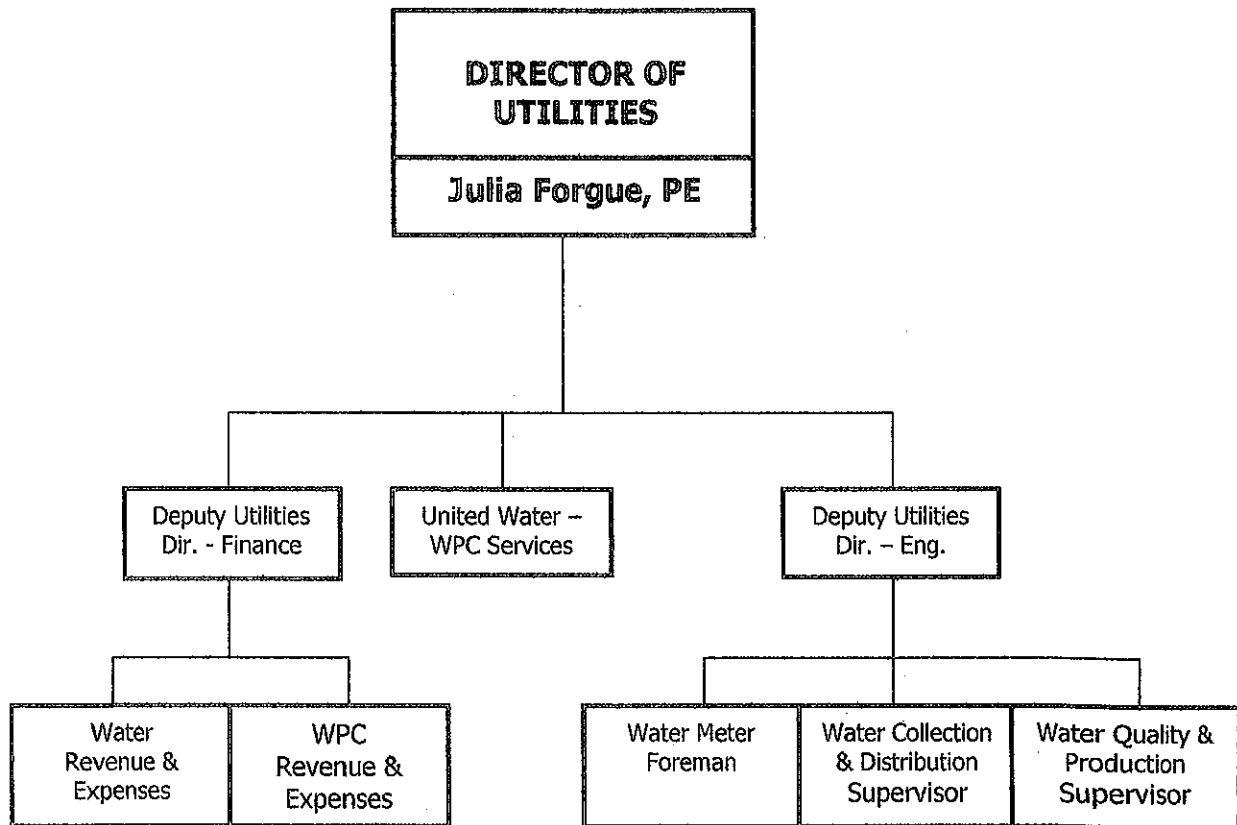 DIRECTOR OF
UTILITIES
Julia Forgue, PE
Deputy Utilities
Dir. - Finance
United Water –
WPC Services
Deputy Utilities
Dir. – Eng.
Water
Revenue &
Expenses
WPC
Revenue &
Expenses
Water Meter
Foreman
Water Collection
& Distribution
Supervisor
Water Quality &
Production
Supervisor